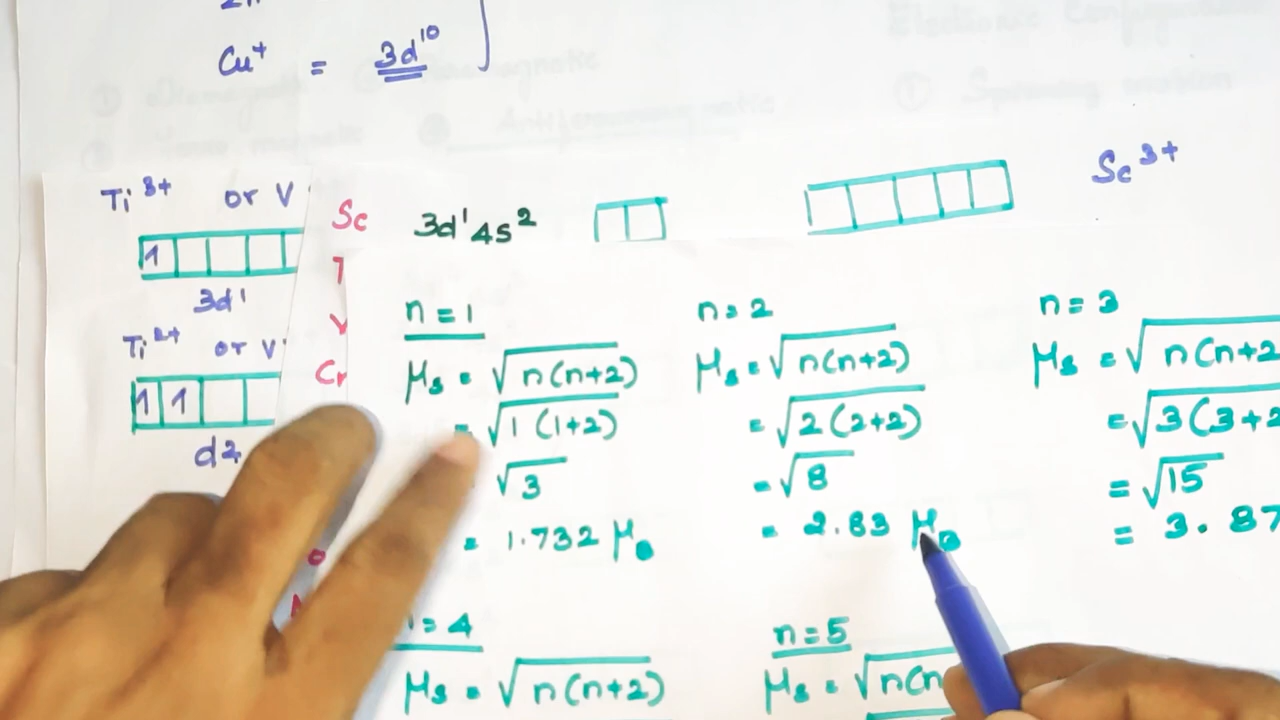 Cu⁺ = 3d¹⁰
Ti³⁺ or V
3d¹
Ti²⁺ or V
d2
Sc 3d¹4s²
Sc³⁺
V
Cr
n=1
μs = √n(n+2)
= √1(1+2)
√3
= 1.732 μB
n=2
μs = √n(n+2)
= √2(2+2)
= √8
= 2.83 μB
n=3
μs = √n(n+2
= √3(3+2
= √15
= 3.87
=4
μs = √n(n+2)
n=5
μs = √n(n